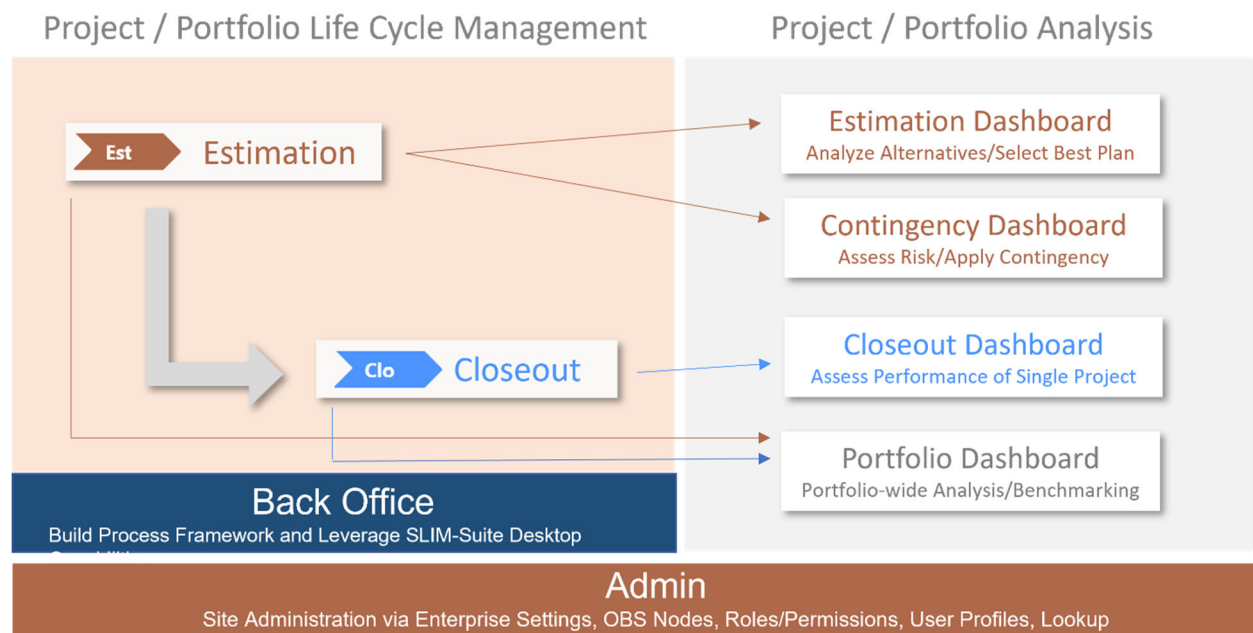 Project / Portfolio Life Cycle Management
Project / Portfolio Analysis
Est
Estimation
Clo
Closeout
Back Office
Build Process Framework and Leverage SLIM-Suite Desktop
Estimation Dashboard
Analyze Alternatives/Select Best Plan
Contingency Dashboard
Assess Risk/Apply Contingency
Closeout Dashboard
Assess Performance of Single Project
Portfolio Dashboard
Portfolio-wide Analysis/Benchmarking
Admin
Site Administration via Enterprise Settings, OBS Nodes, Roles/Permissions, User Profiles, Lookup